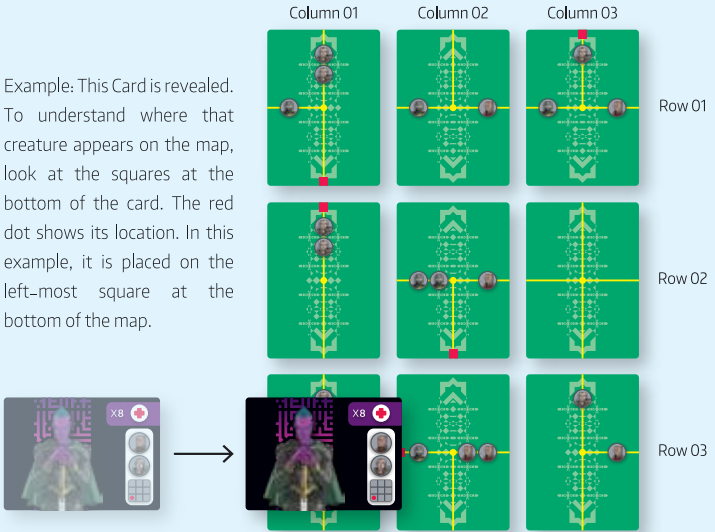 Column 01
Column 02
Column 03
Row 01
Example: This Card is revealed.
To understand where that
creature appears on the map,
look at the squares at the
bottom of the card. The red
dot shows its location. In this
example, it is placed on the
left-most square at the
bottom of the map.
Row 02
X8
X8
Row 03